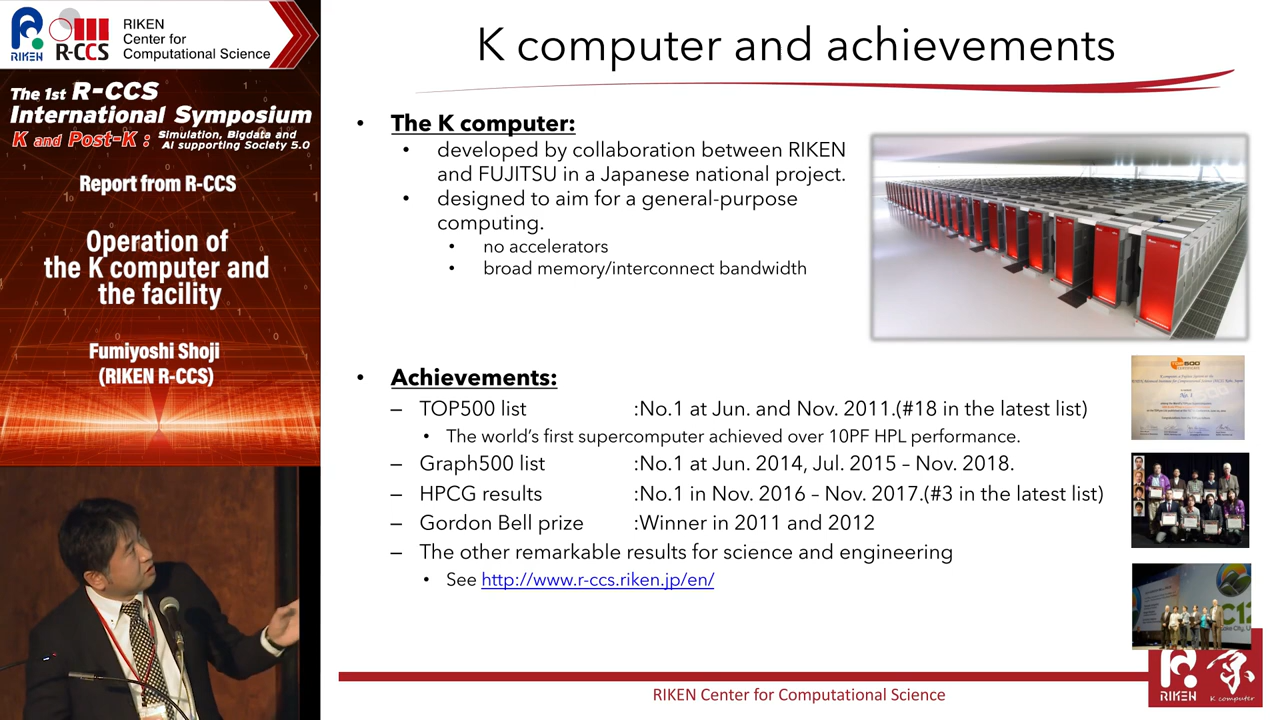 RIKEN
R-CCS
RIKEN
Center for
Computational Science
The 1st R-CCS
International Symposium
K and Post-K :
Simulation, Bigdata and
AI supporting Society 5.0
Report from R-CCS
Operation of
the K computer and
the facility
Fumiyoshi Shoji
(RIKEN R-CCS)
K computer and achievements
• The K computer:
• developed by collaboration between RIKEN
and FUJITSU in a Japanese national project.
• designed to aim for a general-purpose
computing.
• no accelerators
• broad memory/interconnect bandwidth
• Achievements:
– TOP500 list :No.1 at Jun. and Nov. 2011.(#18 in the latest list)
• The world’s first supercomputer achieved over 10PF HPL performance.
– Graph500 list :No.1 at Jun. 2014, Jul. 2015 – Nov. 2018.
– HPCG results :No.1 in Nov. 2016 – Nov. 2017.(#3 in the latest list)
– Gordon Bell prize :Winner in 2011 and 2012
– The other remarkable results for science and engineering
• See http://www.r-ccs.riken.jp/en/
No. 1
RIKEN
京
K computer
RIKEN Center for Computational Science